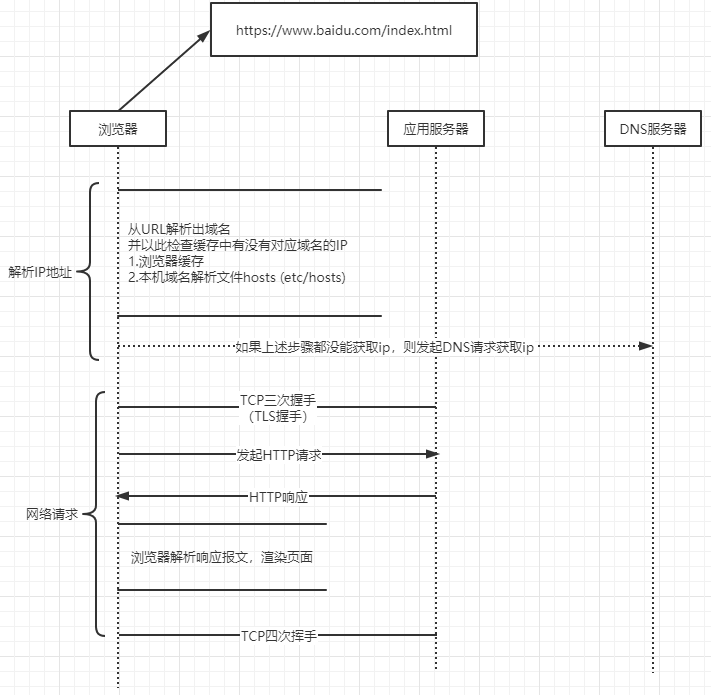 https://www.baidu.com/index.html
浏览器
应用服务器
DNS服务器
从URL解析出域名
并以此检查缓存中有没有对应域名的IP
1.浏览器缓存
2.本机域名解析文件hosts (etc/hosts)
解析IP地址
如果上述步骤都没能获取ip，则发起DNS请求获取ip
TCP三次握手
（TLS握手）
发起HTTP请求
HTTP响应
网络请求
浏览器解析响应报文，渲染页面
TCP四次挥手